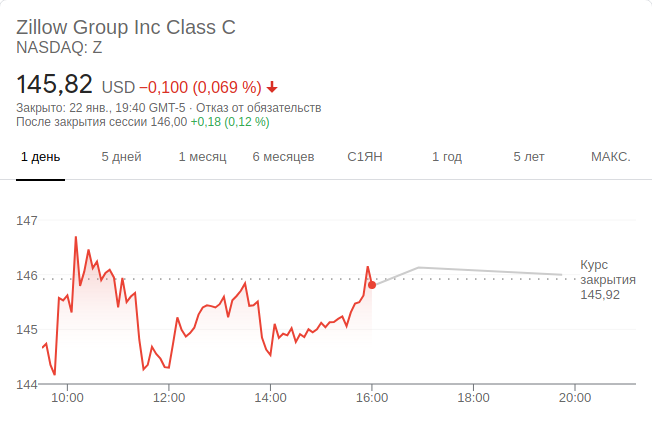 Zillow Group Inc Class C
NASDAQ: Z
145,82 USD −0,100 (0,069 %)
Закрыто: 22 янв., 19:40 GMT-5 · Отказ от обязательств
После закрытия сессии 146,00 +0,18 (0,12 %)
1 день 5 дней 1 месяц 6 месяцев С1ЯН 1 год 5 лет МАКС.
147
146
145
144
Курс
закрытия
145,92
10:00 12:00 14:00 16:00 18:00 20:00